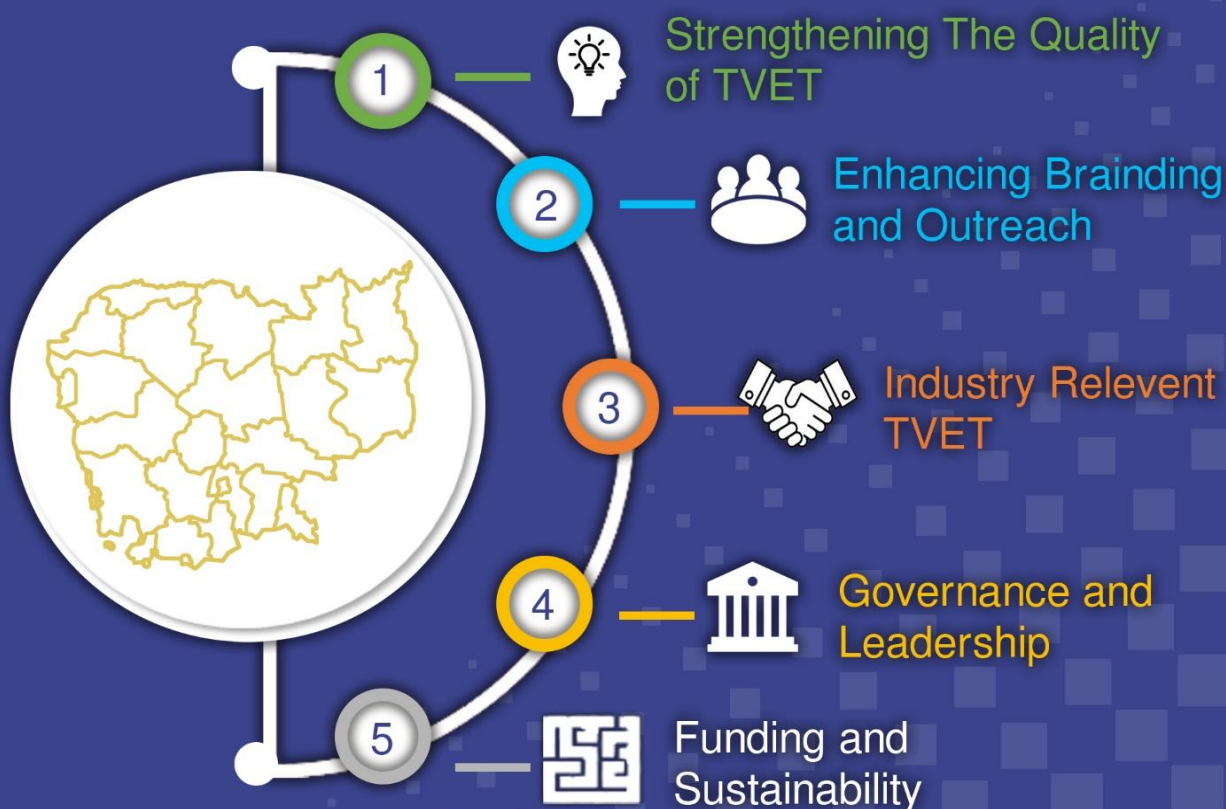 1
Strengthening The Quality
of TVET
2
Enhancing Brainding
and Outreach
3
Industry Relevent
TVET
4
Governance and
Leadership
5
Funding and
Sustainability